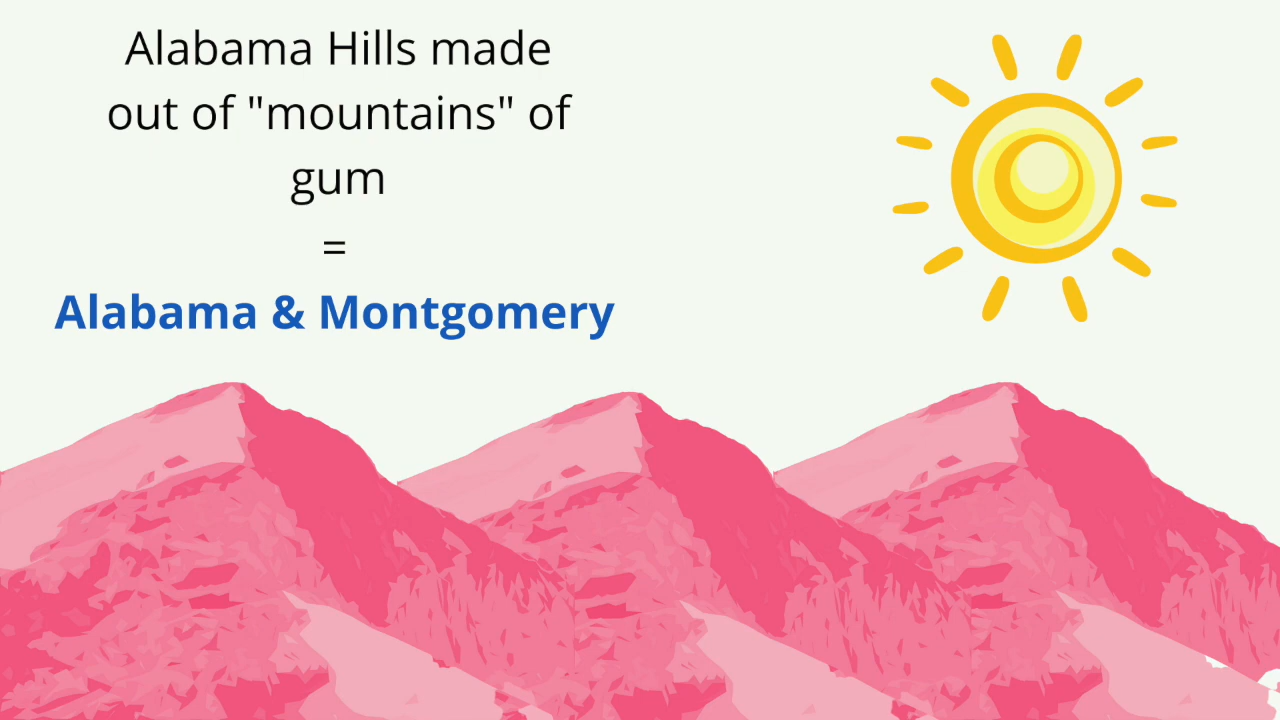 Alabama Hills made
out of "mountains" of
gum
=
Alabama & Montgomery